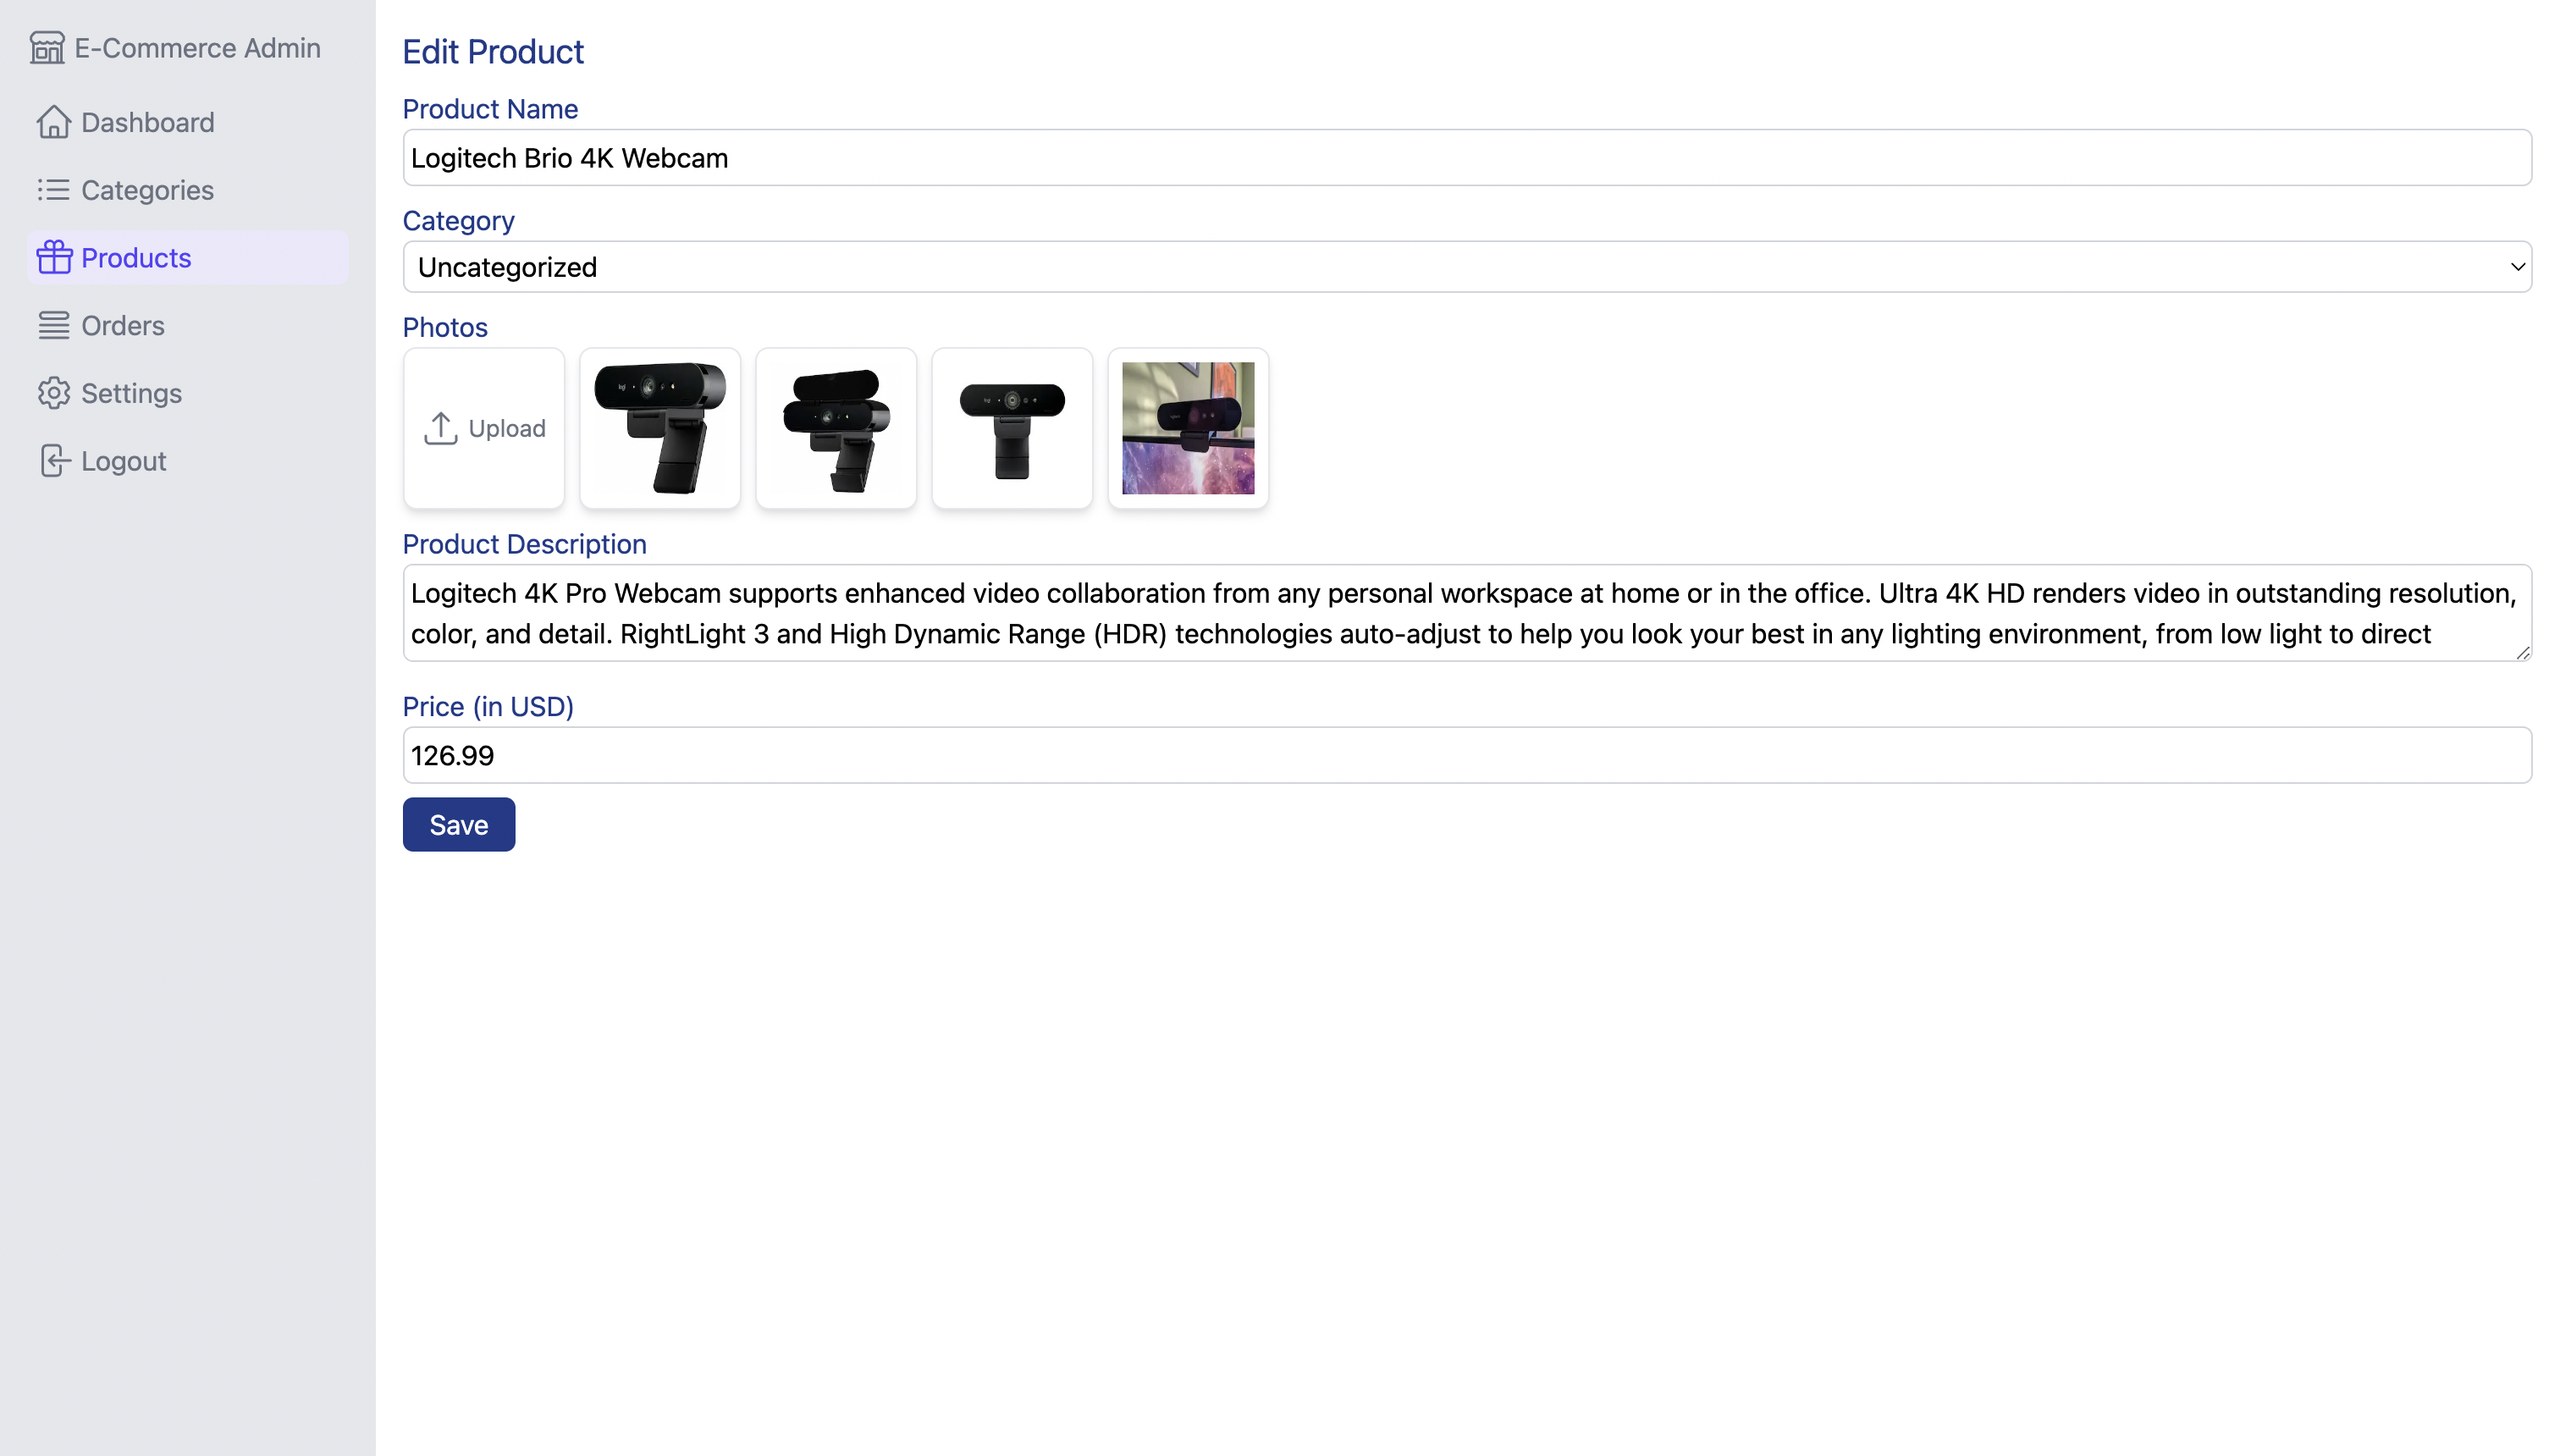 E-Commerce Admin
Dashboard
Categories
Products
Orders
Settings
Logout
Edit Product
Product Name
Logitech Brio 4K Webcam
Category
Uncategorized
Photos
Upload
Product Description
Logitech 4K Pro Webcam supports enhanced video collaboration from any personal workspace at home or in the office. Ultra 4K HD renders video in outstanding resolution,
color, and detail. RightLight 3 and High Dynamic Range (HDR) technologies auto-adjust to help you look your best in any lighting environment, from low light to direct
Price (in USD)
126.99
Save